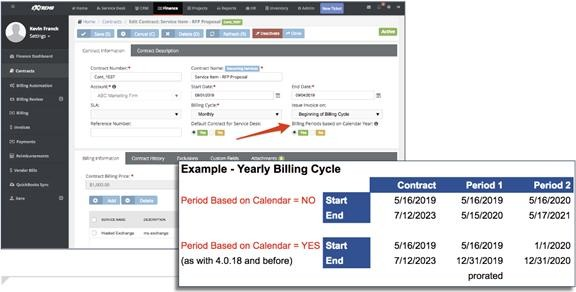 EXTREME
Home Service Desk CRM Finance HR Inventory Admin New Ticket
Kevin Franck
Settings
Home / Contracts / Edit Contract: Service Item - RFP Proposal Cont_1037
Save (S) Cancel (C) Delete (D) Refresh (R) Deactivate Clone
Active
Finance Dashboard
Contracts
Billing Automation
Billing Review
Billing
Invoices
Payments
Reimbursements
Vendor Bills
QuickBooks Sync
Xero
Contract Information Contract Description
Contract Number:* Contract Name: Recurring Services
Cont_1037 Service Item - RFP Proposal
Account:* Start Date:* End Date:*
ABC Marketing Firm 09/01/2019 09/04/2019
SLA: Billing Cycle:* Issue Invoice on:
Monthly Beginning of Billing Cycle
Reference Number: Default Contract for Service Desk: Billing Periods based on Calendar Year:
Yes No Yes No
Billing Information Contract History Exclusions Custom Fields Attachments
Contract Billing Price:
$1,000.00
Add Delete
SERVICE NAME DESCRIPTION
Hosted Exchange ms exchange
Example - Yearly Billing Cycle
Contract Period 1 Period 2
Period Based on Calendar = NO Start 5/16/2019 5/16/2019 5/16/2020
End 7/12/2023 5/15/2020 5/17/2021
Period Based on Calendar = YES Start 5/16/2019 5/16/2019 1/1/2020
(as with 4.0.18 and before) End 7/12/2023 12/31/2019 12/31/2020
prorated